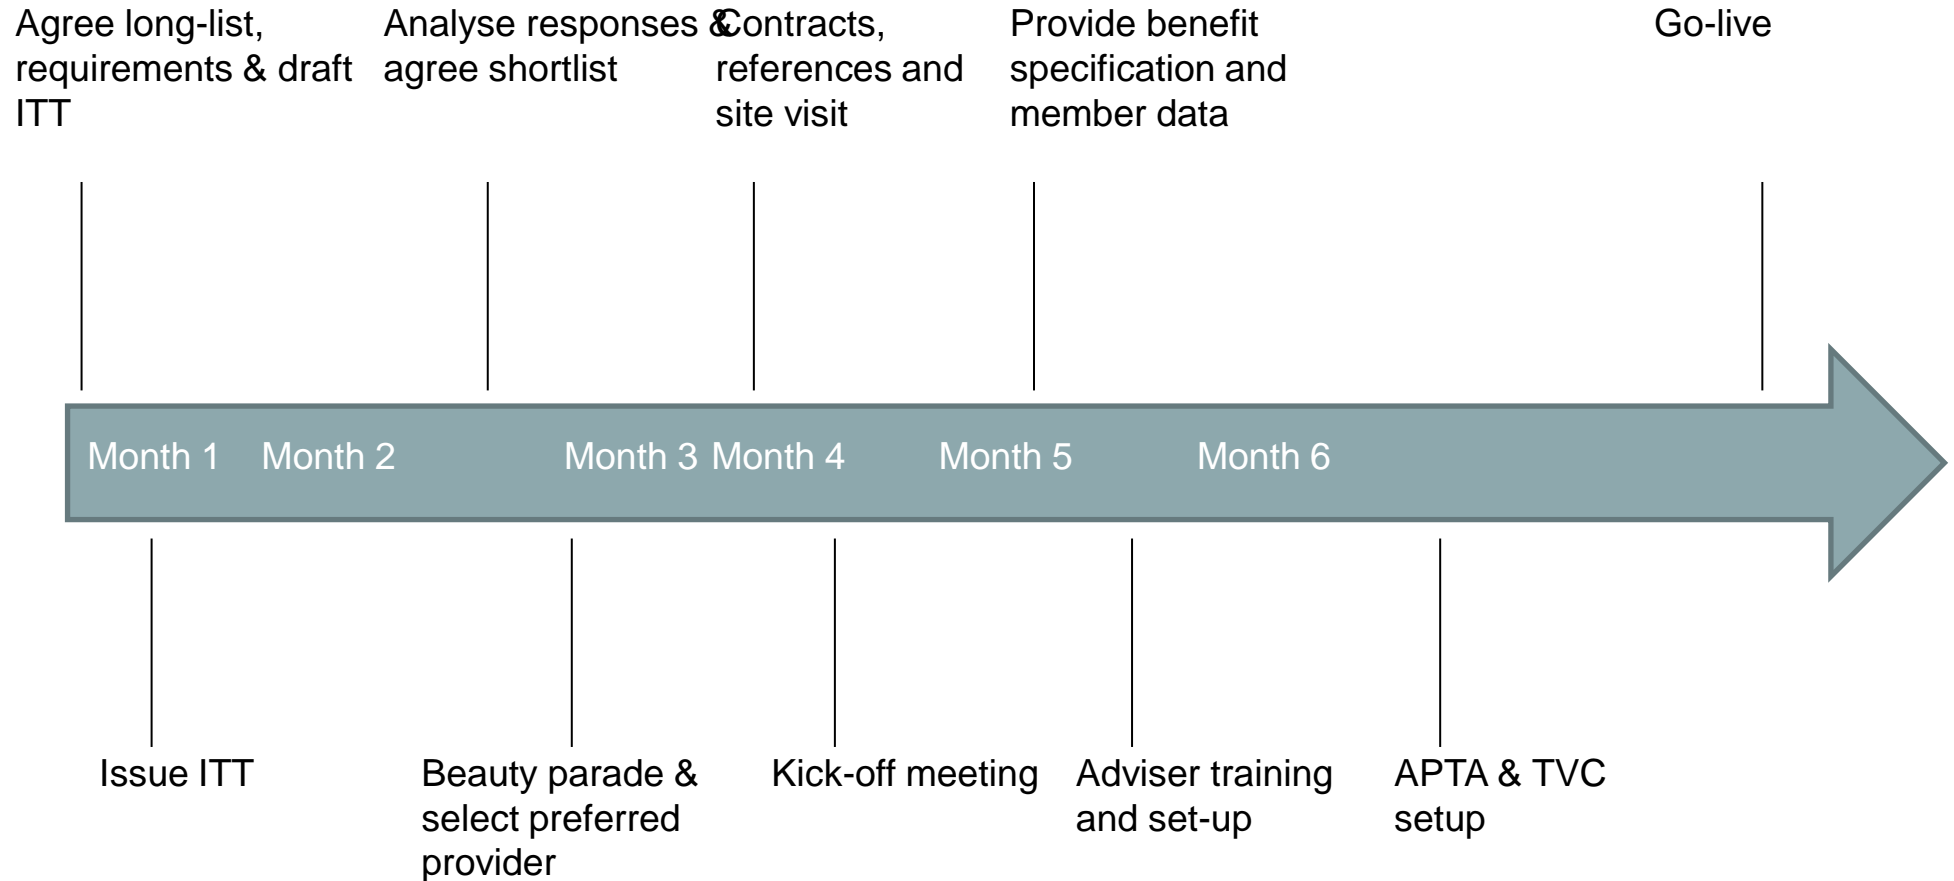 Agree long-list,
requirements & draft
ITT
Analyse responses &
agree shortlist
Contracts,
references and
site visit
Provide benefit
specification and
member data
Go-live
Month 1
Month 2
Month 3
Month 4
Month 5
Month 6
Issue ITT
Beauty parade &
select preferred
provider
Kick-off meeting
Adviser training
and set-up
APTA & TVC
setup